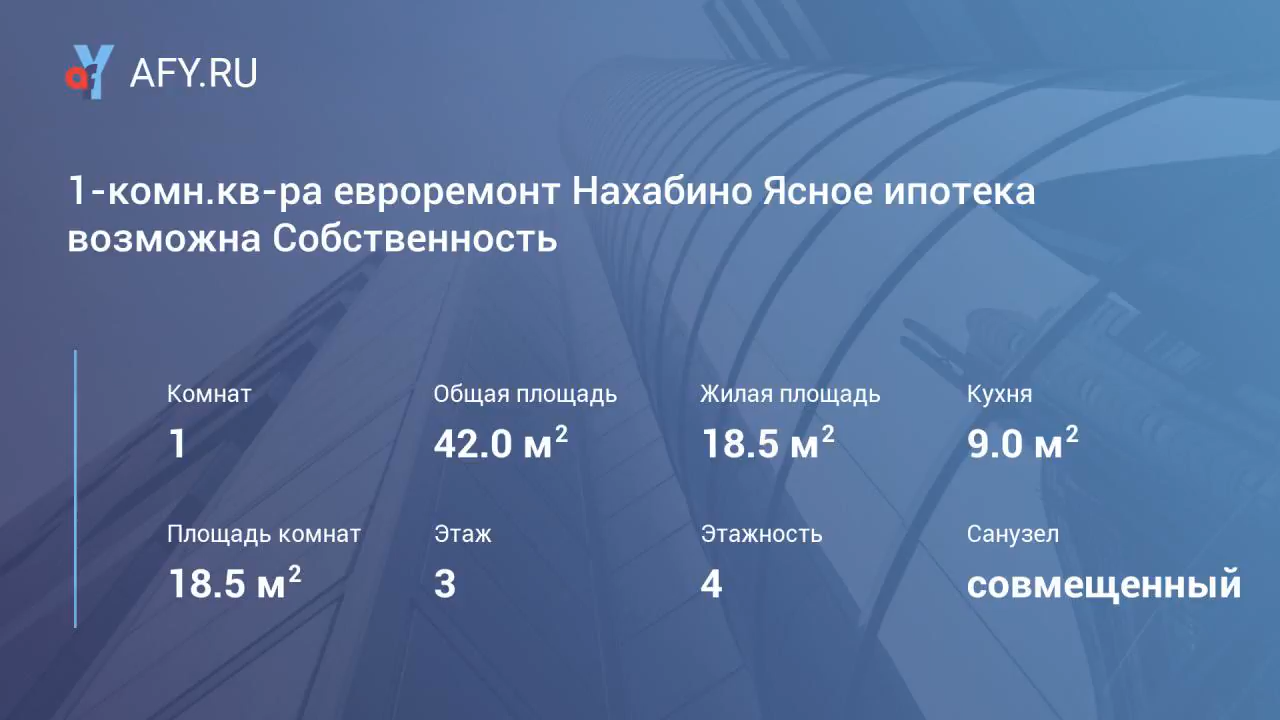 AFY.RU
1-комн.кв-ра евроремонт Нахабино Ясное ипотека
возможна Собственность
Комнат
1
Общая площадь
42.0 м²
Жилая площадь
18.5 м²
Кухня
9.0 м²
Площадь комнат
18.5 м²
Этаж
3
Этажность
4
Санузел
совмещенный